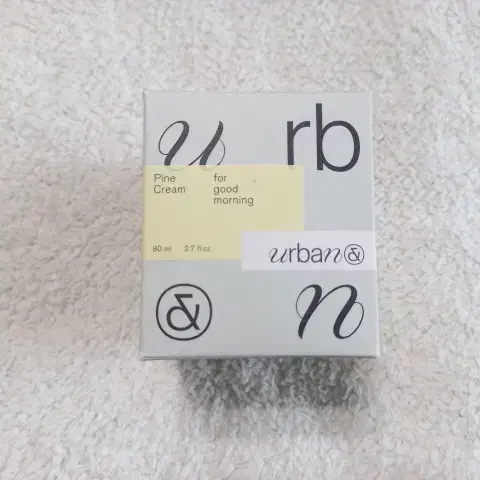 u rb
Pine Cream
for good morning
80 ml 2.7 fl oz.
urban&
& n